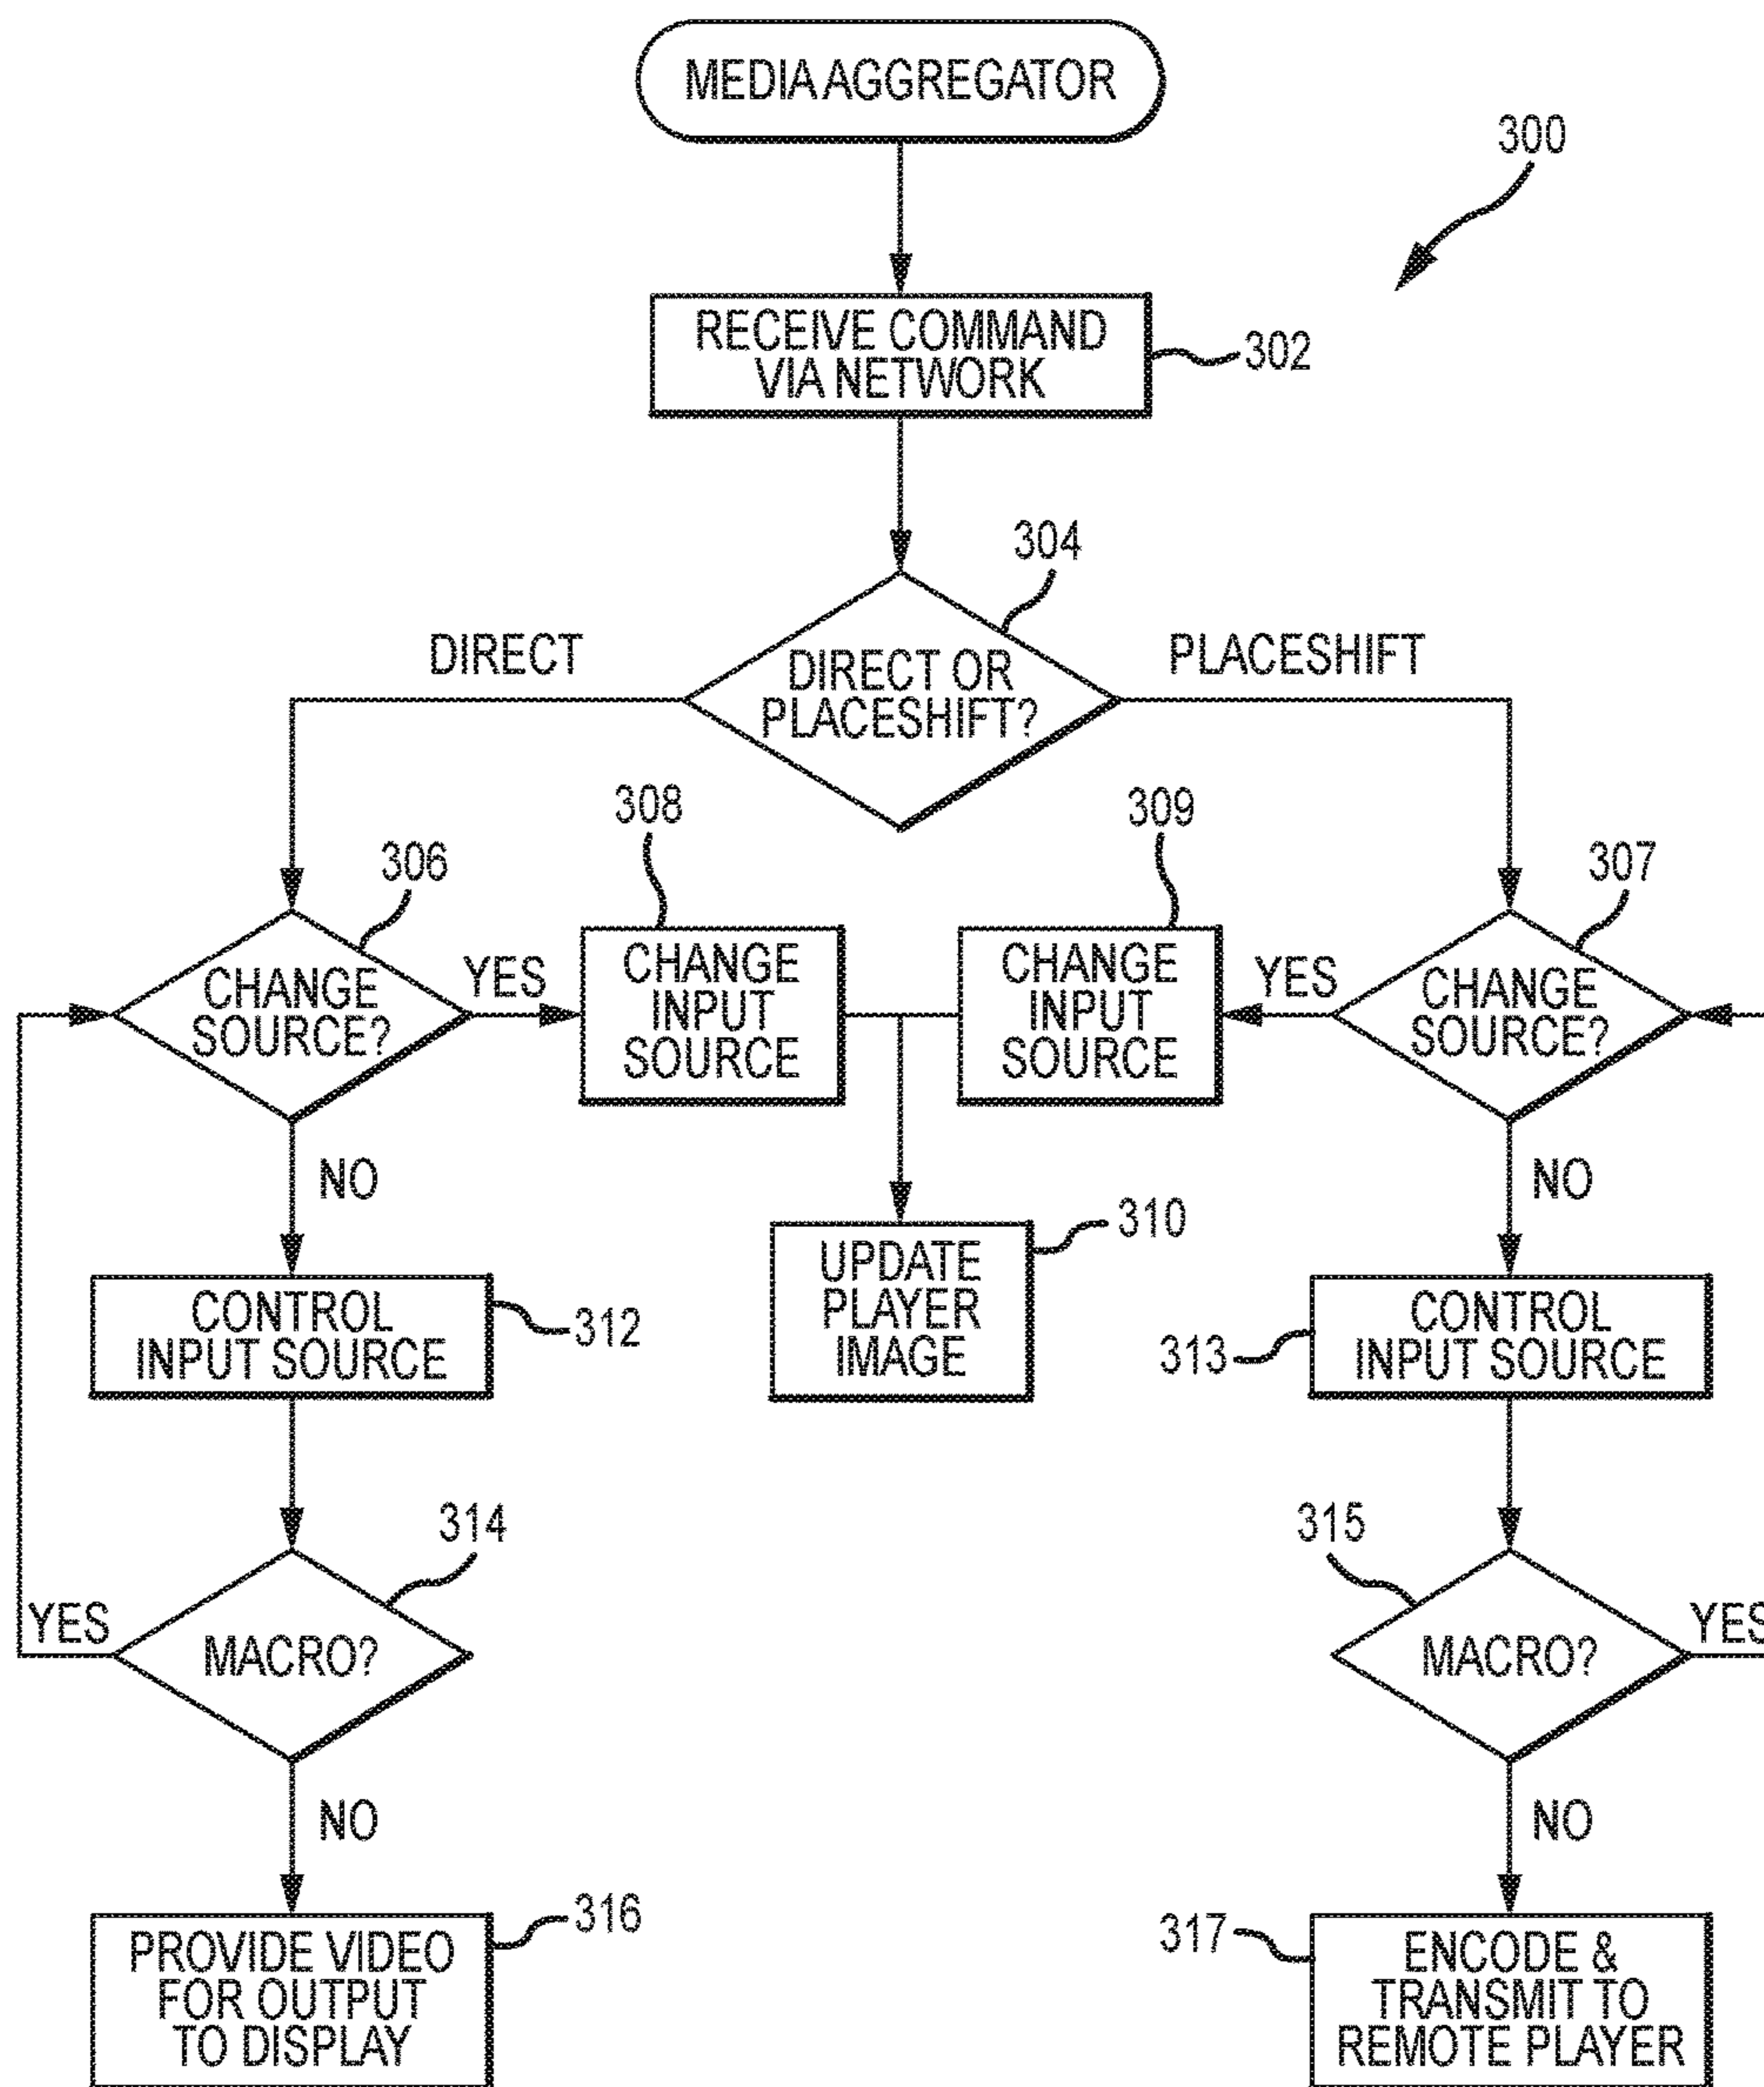 MEDIA AGGREGATOR
300
RECEIVE COMMAND
VIA NETWORK
302
304
DIRECT
DIRECT OR
PLACESHIFT?
PLACESHIFT
308
309
306
307
CHANGE
SOURCE?
YES
CHANGE
INPUT
SOURCE
CHANGE
INPUT
SOURCE
YES
CHANGE
SOURCE?
NO
NO
310
UPDATE
PLAYER
IMAGE
CONTROL
INPUT SOURCE
312
313
CONTROL
INPUT SOURCE
314
315
YES
MACRO?
MACRO?
YES
NO
NO
316
PROVIDE VIDEO
FOR OUTPUT
TO DISPLAY
317
ENCODE &
TRANSMIT TO
REMOTE PLAYER